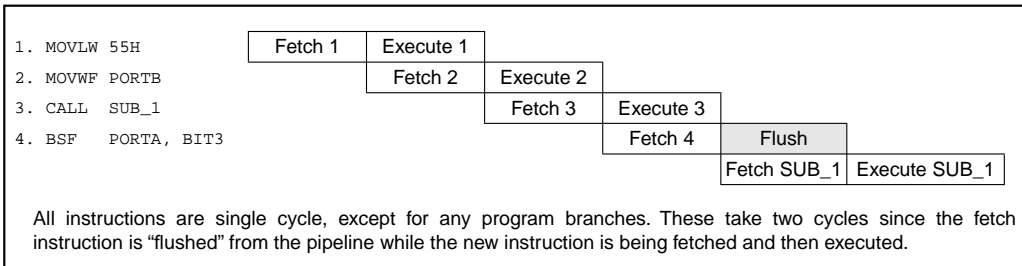 1. MOVLW 55H Fetch 1 Execute 1
2. MOVWF PORTB Fetch 2 Execute 2
3. CALL SUB_1 Fetch 3 Execute 3
4. BSF PORTA, BIT3 Fetch 4 Flush
Fetch SUB_1 Execute SUB_1
All instructions are single cycle, except for any program branches. These take two cycles since the fetch
instruction is “flushed” from the pipeline while the new instruction is being fetched and then executed.